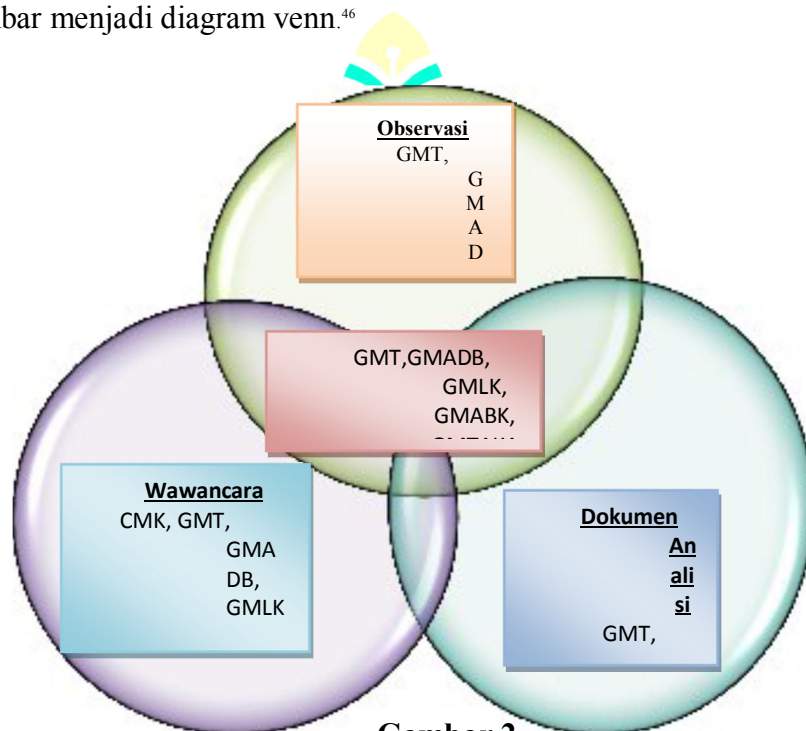 bar menjadi diagram venn.⁴⁶
Observasi
GMT,
G
M
A
D
GMT,GMADB,
GMLK,
GMABK,
Wawancara
CMK, GMT,
GMA
DB,
GMLK
Dokumen
An
ali
si
GMT,
Gambar 2